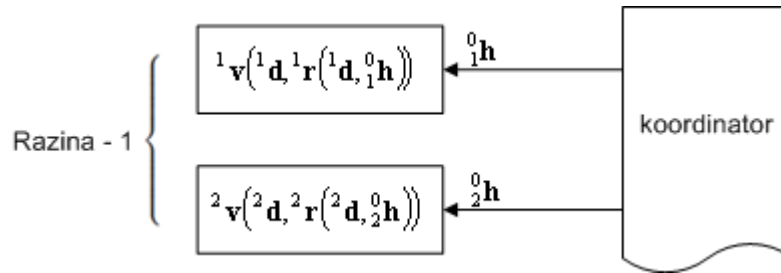 ¹v(¹d,¹r(¹d,⁰₁h))
⁰₁h
koordinator
Razina - 1
²v(²d,²r(²d,⁰₂h))
⁰₂h